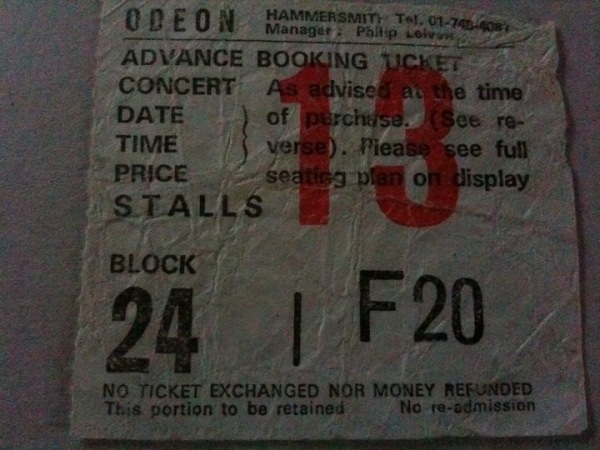 ODEON HAMMERSMITH Tel. 01-748-4081
Manager: Philip Leivers
ADVANCE BOOKING TICKET
CONCERT As advised at the time
DATE of purchase. (See re-
TIME verse). Please see full
PRICE seating plan on display
STALLS
13
BLOCK
24 | F 20
NO TICKET EXCHANGED NOR MONEY REFUNDED
This portion to be retained No re-admission